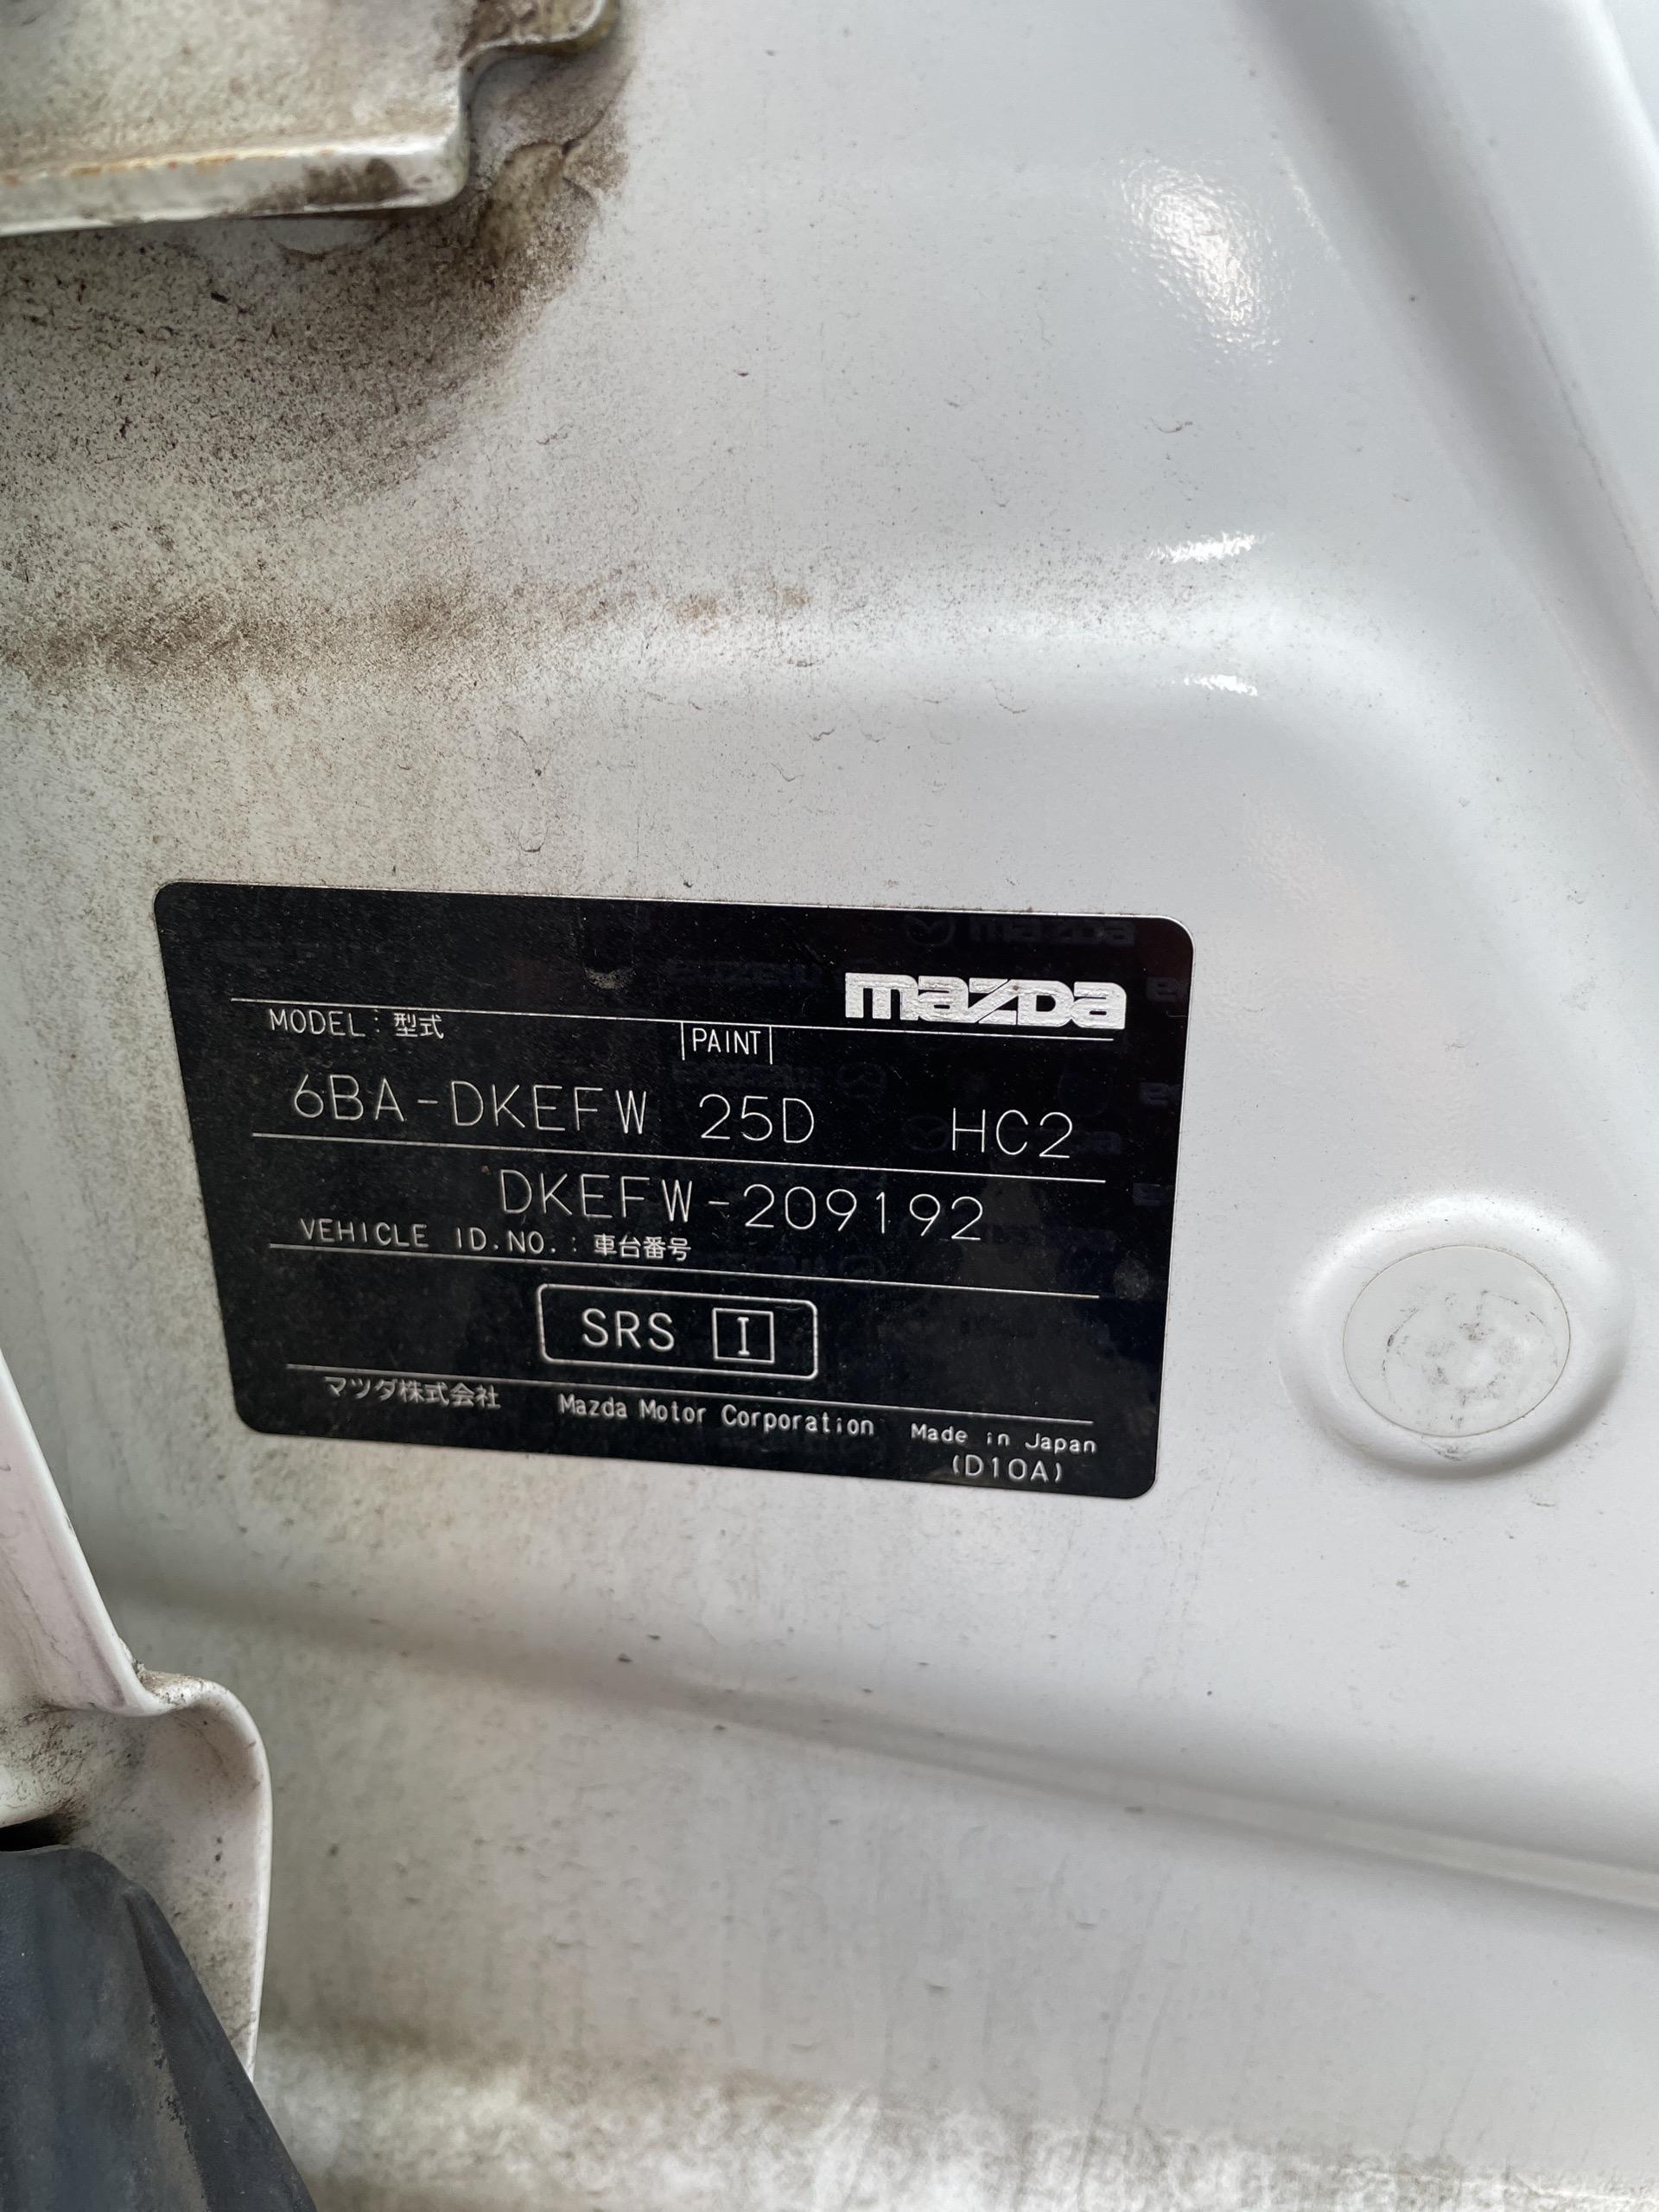 mazda
MODEL : 型式 PAINT
6BA-DKEFW 25D HC2
DKEFW-209192
VEHICLE ID.NO. : 車台番号
SRS I
マツダ株式会社 Mazda Motor Corporation Made in Japan
(D10A)